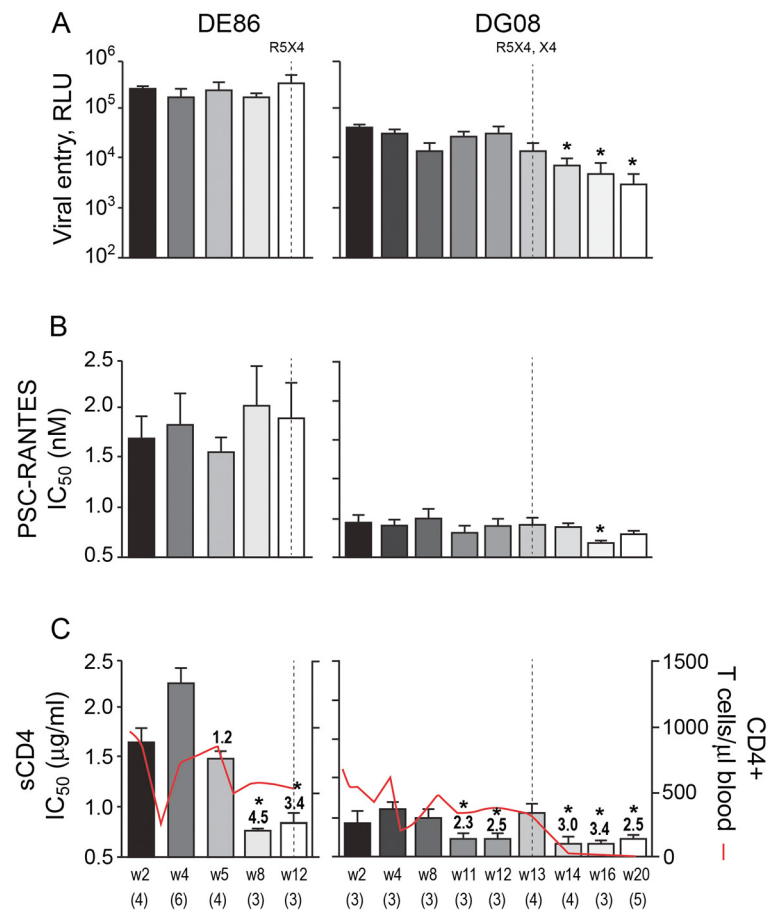 A
DE86
DG08
R5X4
R5X4, X4
Viral entry, RLU
10^6
10^5
10^4
10^3
10^2
* * *
B
PSC-RANTES
IC50 (nM)
2.5
2.0
1.5
1.0
0.5
*
C
sCD4
IC50 (µg/ml)
2.5
2.0
1.5
1.0
0.5
1.2
*
4.5
*
3.4
*
2.3
*
2.5
*
3.0
*
3.4
*
2.5
1500
1000
500
0
CD4+
T cells/µl blood
w2 w4 w5 w8 w12 w2 w4 w8 w11 w12 w13 w14 w16 w20
(4) (6) (4) (3) (3) (3) (3) (3) (3) (3) (4) (4) (3) (5)